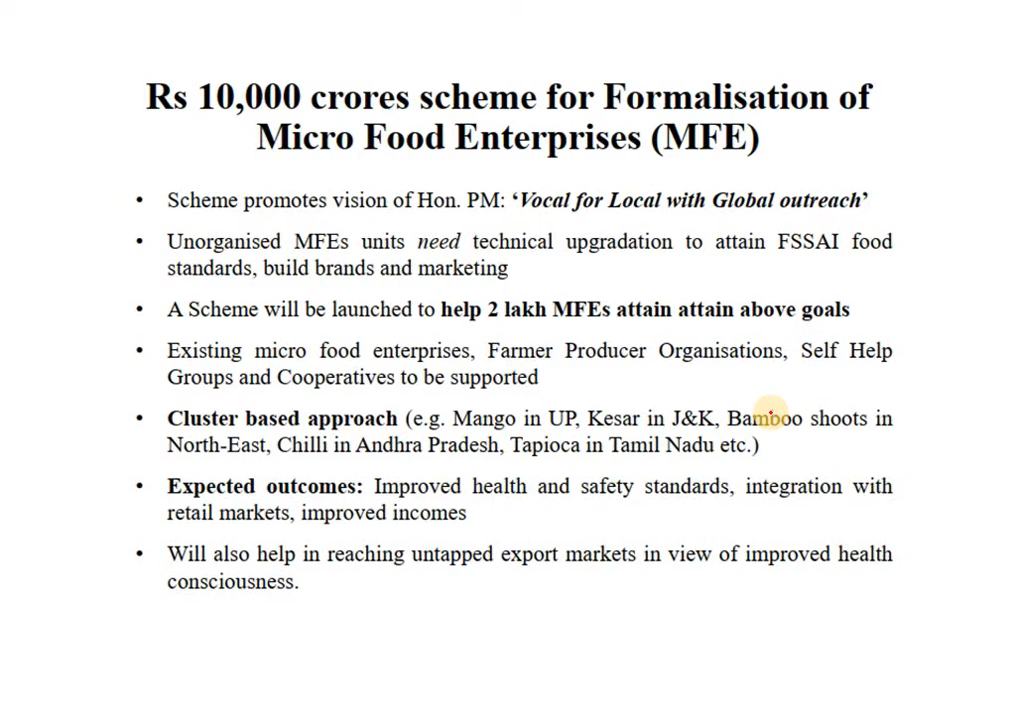 Rs 10,000 crores scheme for Formalisation of
Micro Food Enterprises (MFE)
• Scheme promotes vision of Hon. PM: ‘Vocal for Local with Global outreach’
• Unorganised MFEs units need technical upgradation to attain FSSAI food
standards, build brands and marketing
• A Scheme will be launched to help 2 lakh MFEs attain attain above goals
• Existing micro food enterprises, Farmer Producer Organisations, Self Help
Groups and Cooperatives to be supported
• Cluster based approach (e.g. Mango in UP, Kesar in J&K, Bamboo shoots in
North-East, Chilli in Andhra Pradesh, Tapioca in Tamil Nadu etc.)
• Expected outcomes: Improved health and safety standards, integration with
retail markets, improved incomes
• Will also help in reaching untapped export markets in view of improved health
consciousness.